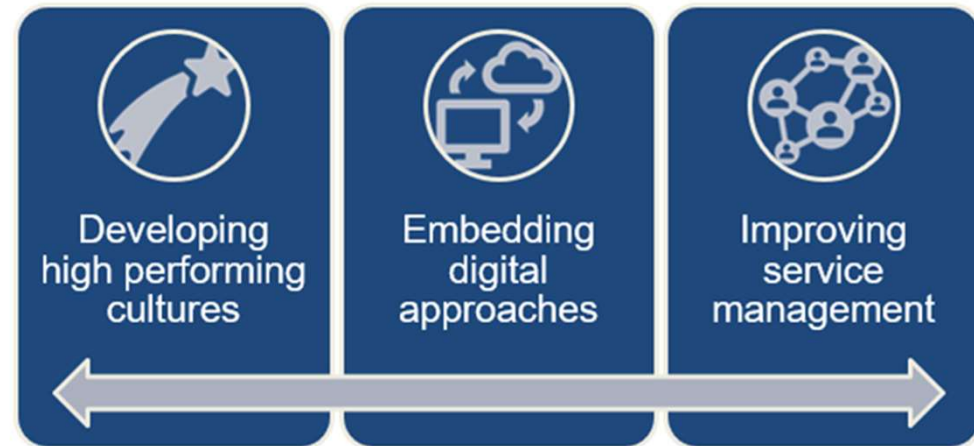 Developing
high performing
cultures
Embedding
digital
approaches
Improving
service
management